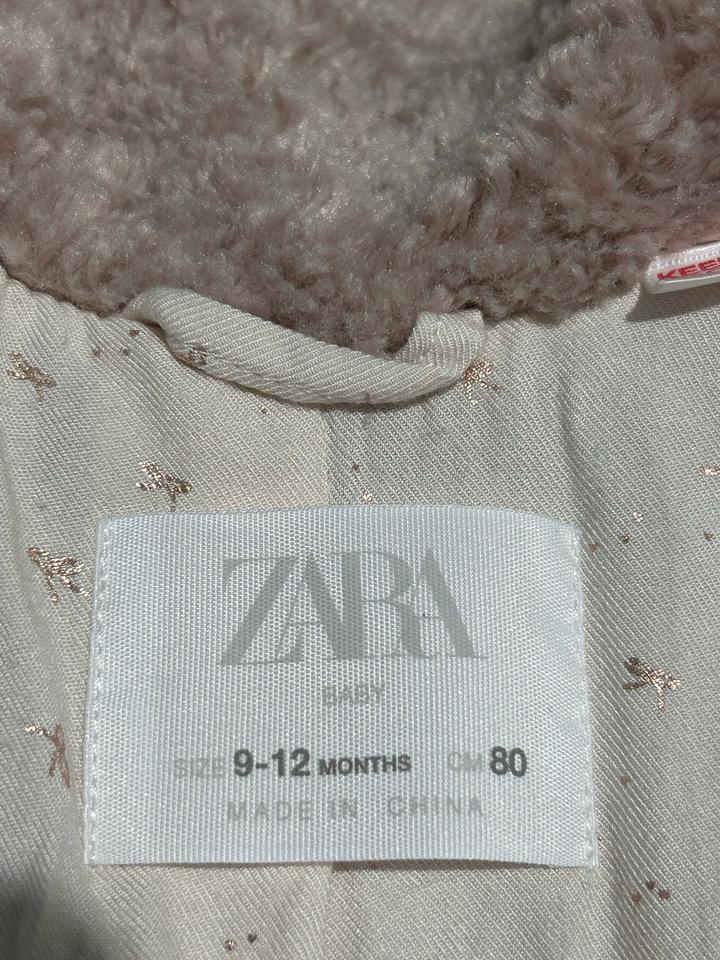 ZARA
BABY
SIZE 9-12 MONTHS CM 80
MADE IN CHINA